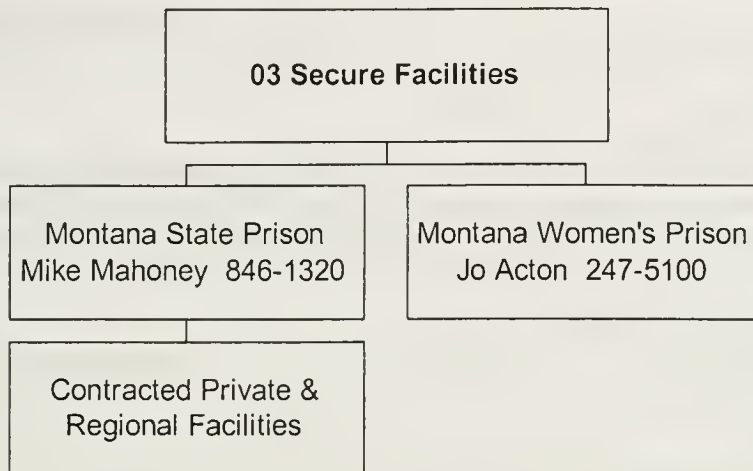 03 Secure Facilities
Montana State Prison
Mike Mahoney 846-1320
Montana Women's Prison
Jo Acton 247-5100
Contracted Private &
Regional Facilities